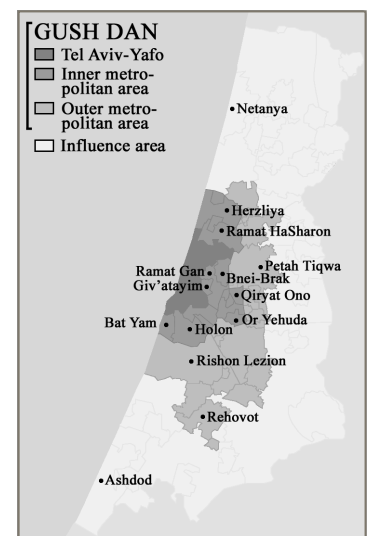 GUSH DAN
Tel Aviv-Yafo
Inner metro-
politan area
Outer metro-
politan area
Influence area
Netanya
Herzliya
Ramat HaSharon
Petah Tiqwa
Ramat Gan
Bnei-Brak
Giv'atayim
Qiryat Ono
Or Yehuda
Bat Yam
Holon
Rishon Lezion
Rehovot
Ashdod